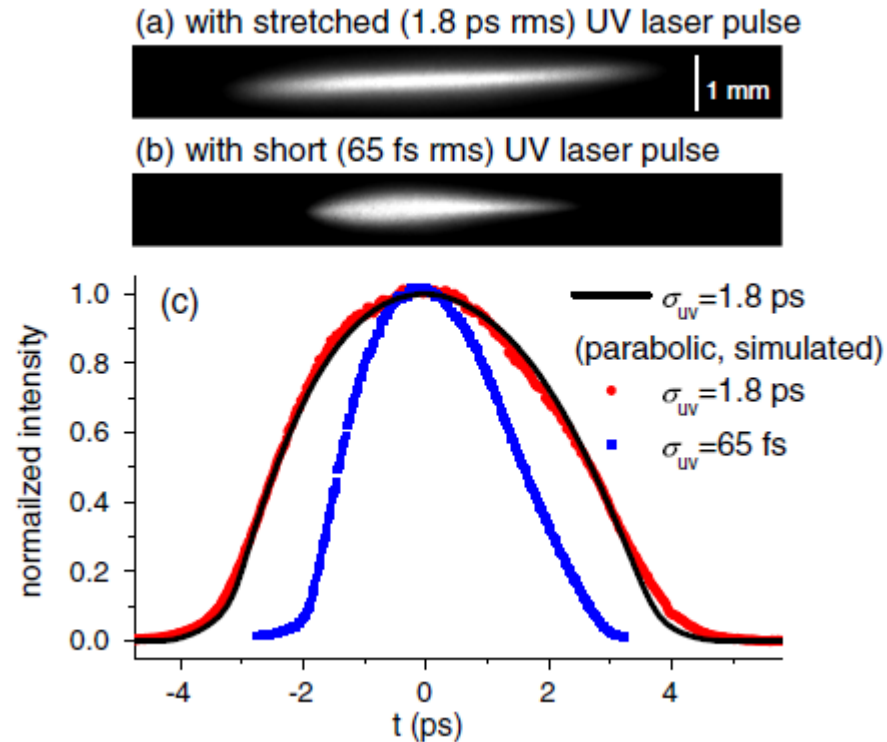 (a) with stretched (1.8 ps rms) UV laser pulse
1 mm
(b) with short (65 fs rms) UV laser pulse
(c)
1.0
0.8
0.6
0.4
0.2
0.0
normailzed intensity
σuv=1.8 ps
(parabolic, simulated)
σuv=1.8 ps
σuv=65 fs
-4
-2
0
2
4
t (ps)